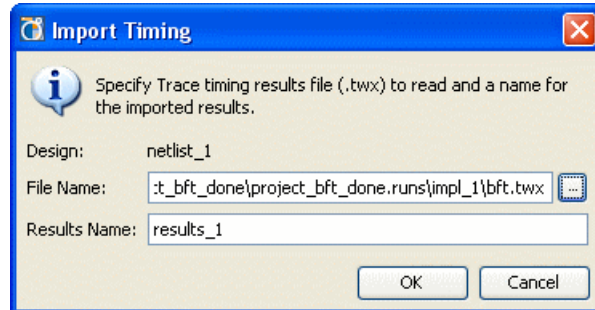 Import Timing
Specify Trace timing results file (.twx) to read and a name for
the imported results.
Design: netlist_1
File Name: :t_bft_done\project_bft_done.runs\impl_1\bft.twx ...
Results Name: results_1
OK Cancel